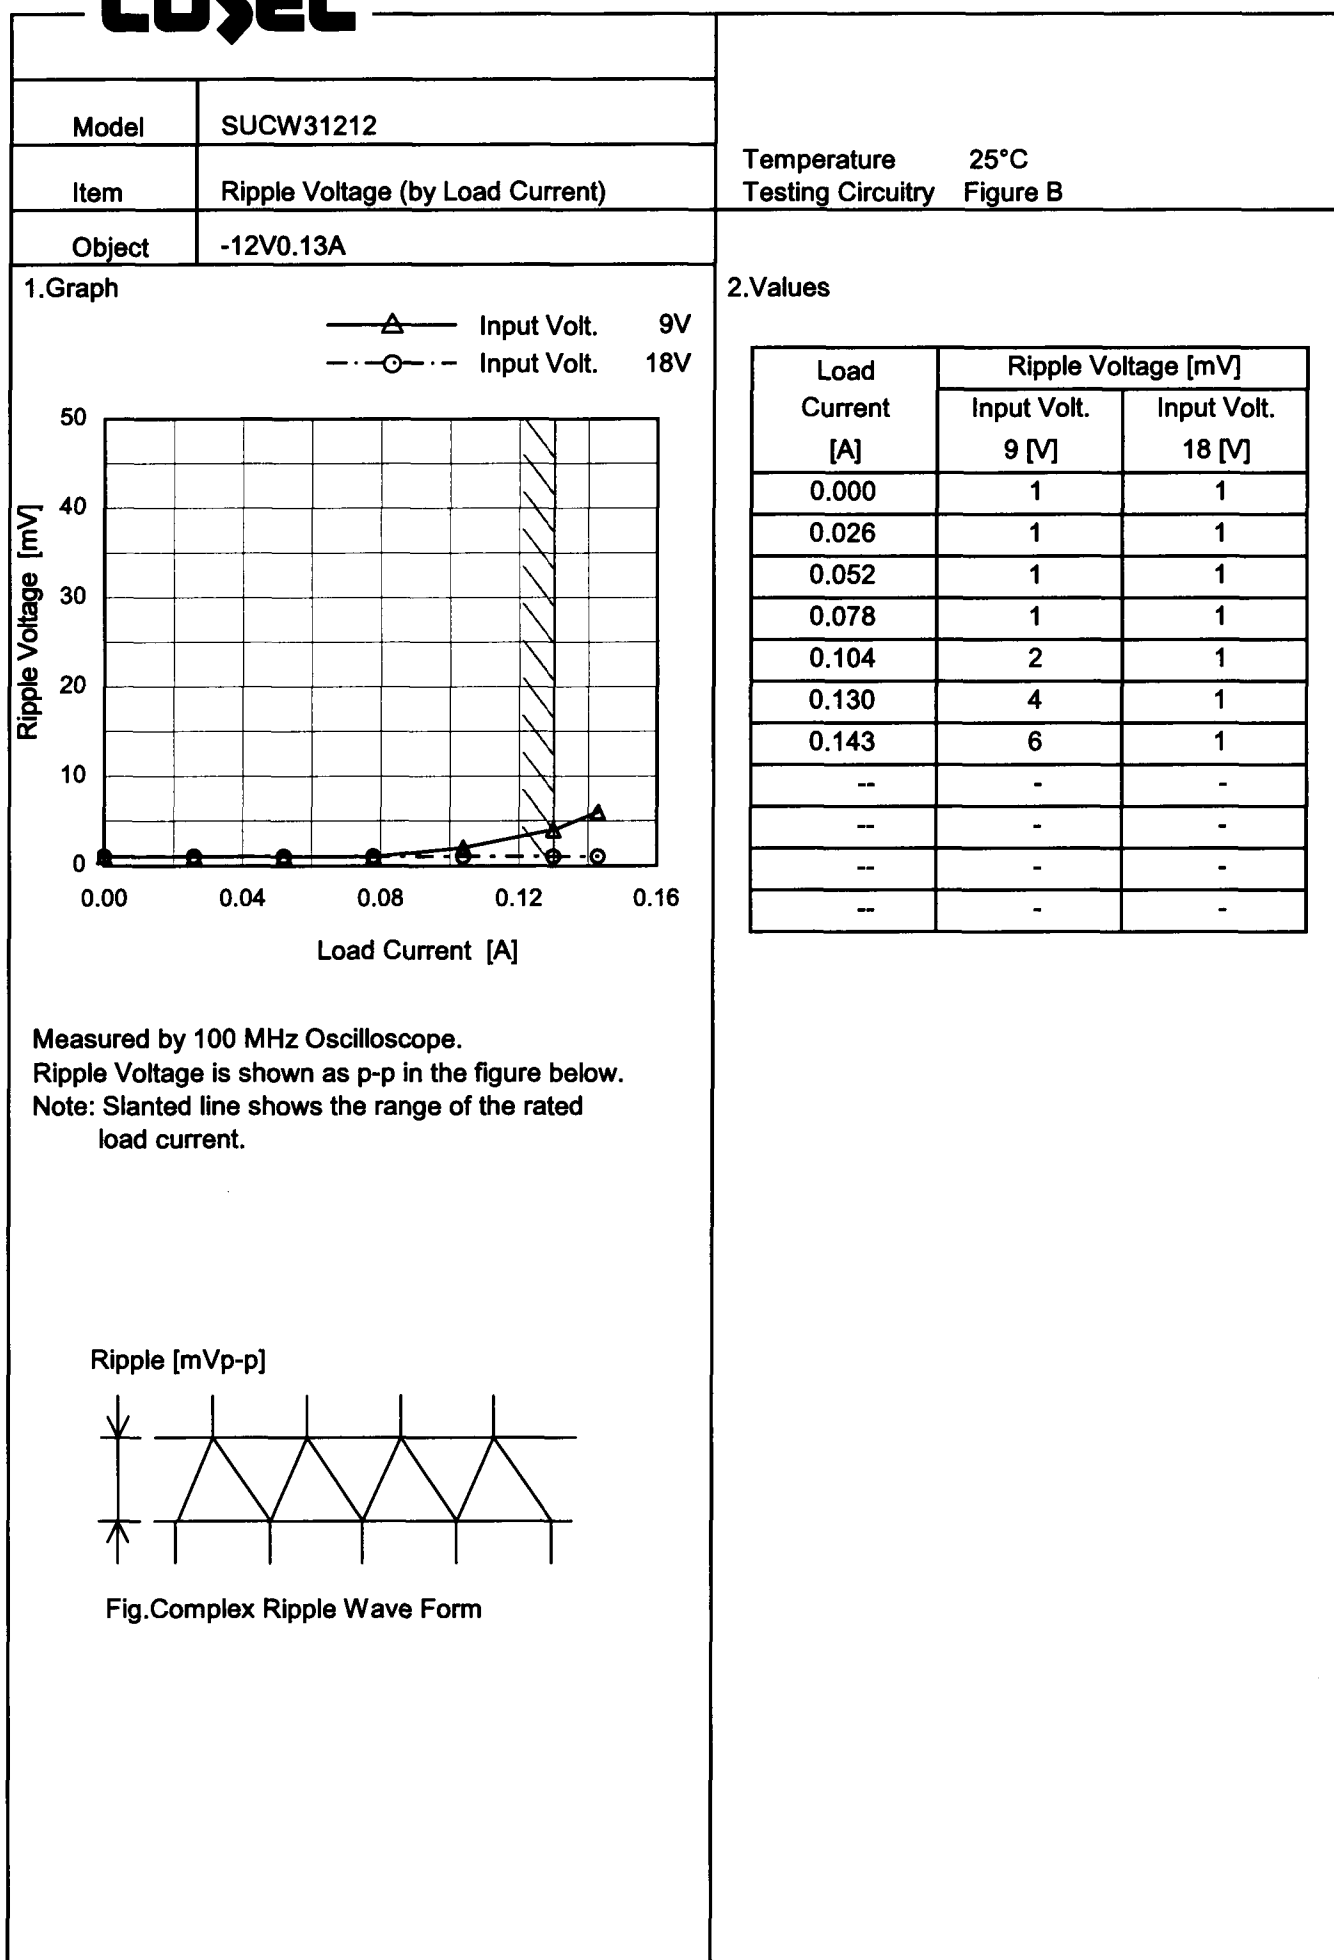 COSEL
Model SUCW31212
Item Ripple Voltage (by Load Current)
Object -12V0.13A
Temperature 25°C
Testing Circuitry Figure B
1.Graph
Input Volt. 9V
Input Volt. 18V
50
40
30
20
10
0
Ripple Voltage [mV]
0.00 0.04 0.08 0.12 0.16
Load Current [A]
Measured by 100 MHz Oscilloscope.
Ripple Voltage is shown as p-p in the figure below.
Note: Slanted line shows the range of the rated
load current.
Ripple [mVp-p]
Fig.Complex Ripple Wave Form
2.Values
Load Ripple Voltage [mV]
Current Input Volt. Input Volt.
[A] 9 [V] 18 [V]
0.000 1 1
0.026 1 1
0.052 1 1
0.078 1 1
0.104 2 1
0.130 4 1
0.143 6 1
-- - -
-- - -
-- - -
-- - -